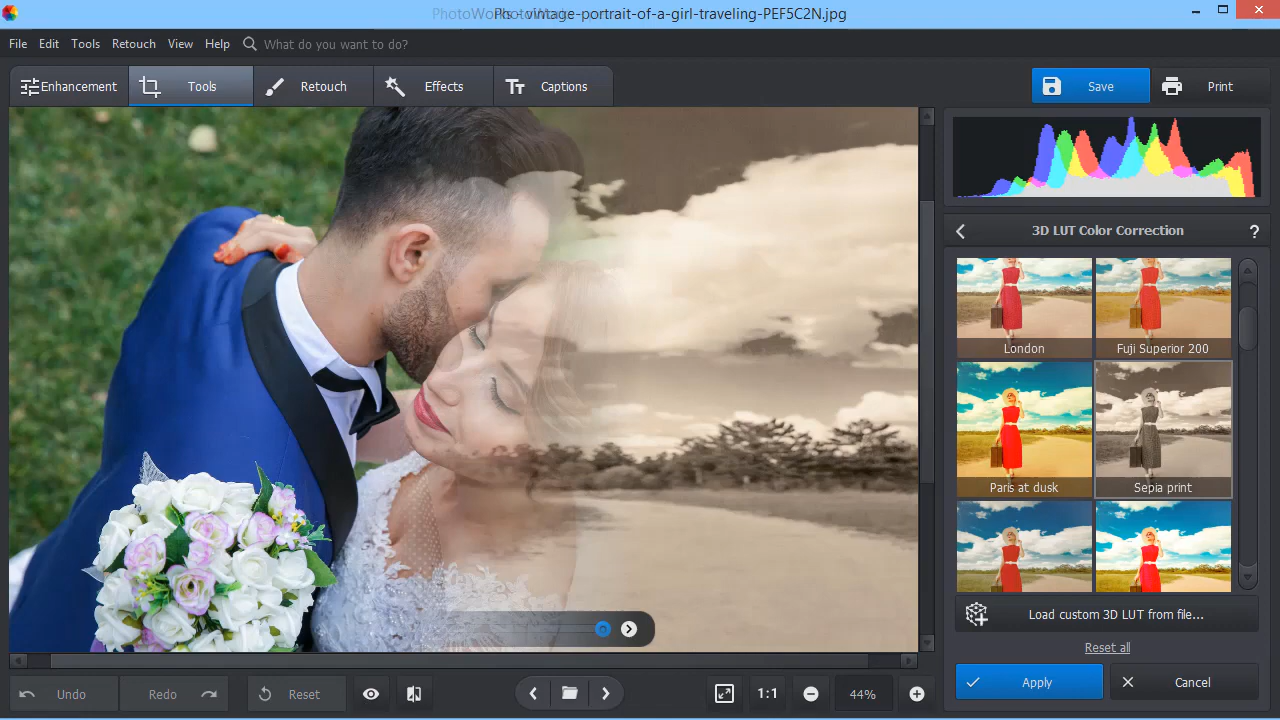 PhotoWorks - vintage-portrait-of-a-girl-traveling-PEF5C2N.jpg
File Edit Tools Retouch View Help What do you want to do?
Enhancement Tools Retouch Effects Captions Save Print
3D LUT Color Correction ?
London Fuji Superior 200
Paris at dusk Sepia print
Load custom 3D LUT from file...
Reset all
Undo Redo Reset 1:1 44% Apply Cancel